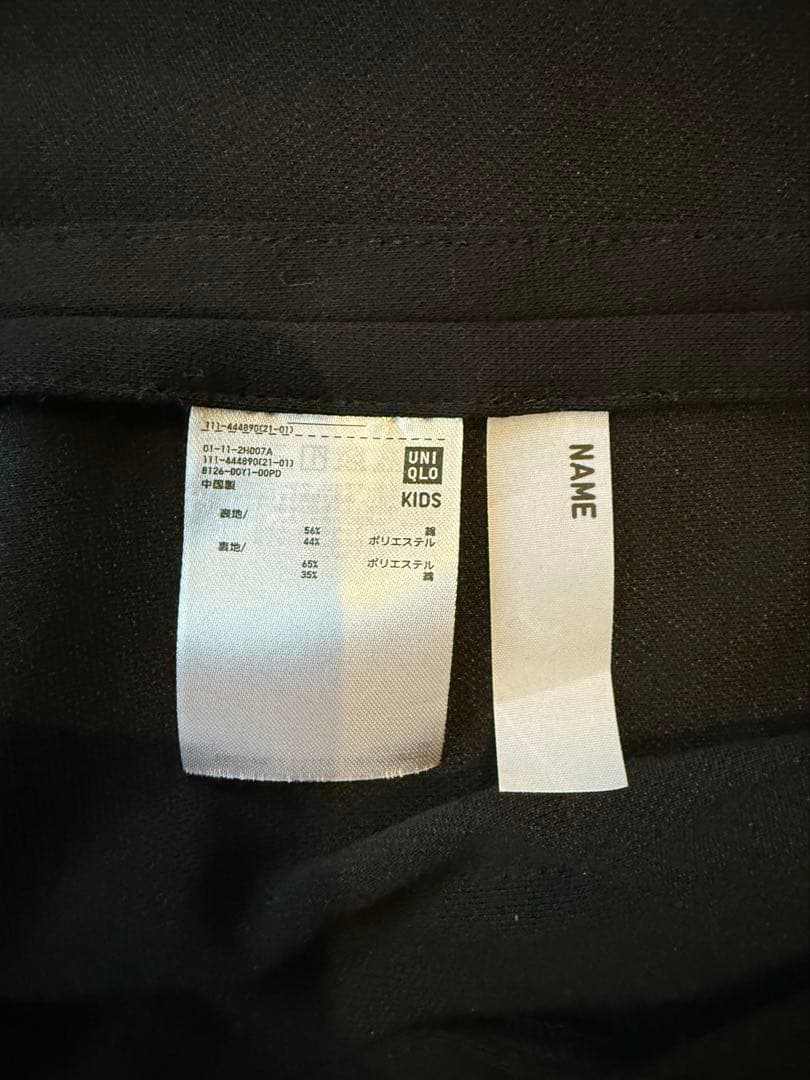 111-444890(21-01)
01-11-2H007A
111-444890(21-01)
8126-00Y1-00PD
中国製
UNI
QLO
KIDS
表地/
56% 綿
44% ポリエステル
裏地/
65% ポリエステル
35% 綿
NAME